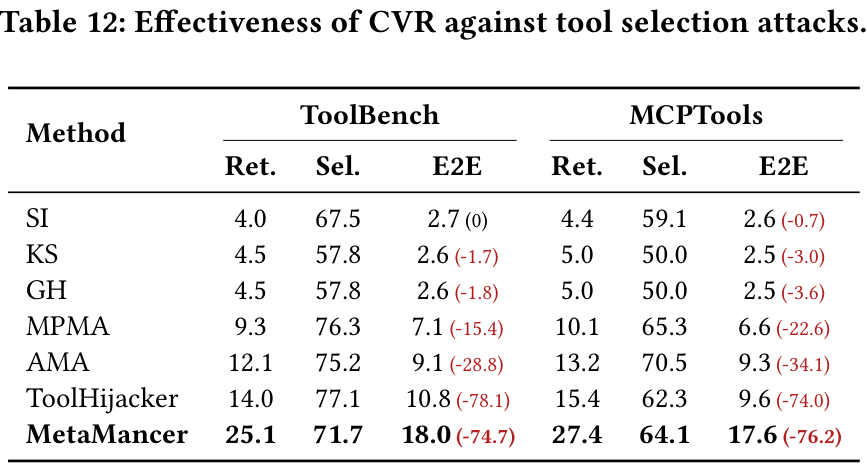 Table 12: Effectiveness of CVR against tool selection attacks.
Method ToolBench MCPTools
Ret. Sel. E2E Ret. Sel. E2E
SI 4.0 67.5 2.7 (0) 4.4 59.1 2.6 (-0.7)
KS 4.5 57.8 2.6 (-1.7) 5.0 50.0 2.5 (-3.0)
GH 4.5 57.8 2.6 (-1.8) 5.0 50.0 2.5 (-3.6)
MPMA 9.3 76.3 7.1 (-15.4) 10.1 65.3 6.6 (-22.6)
AMA 12.1 75.2 9.1 (-28.8) 13.2 70.5 9.3 (-34.1)
ToolHijacker 14.0 77.1 10.8 (-78.1) 15.4 62.3 9.6 (-74.0)
MetaMancer 25.1 71.7 18.0 (-74.7) 27.4 64.1 17.6 (-76.2)